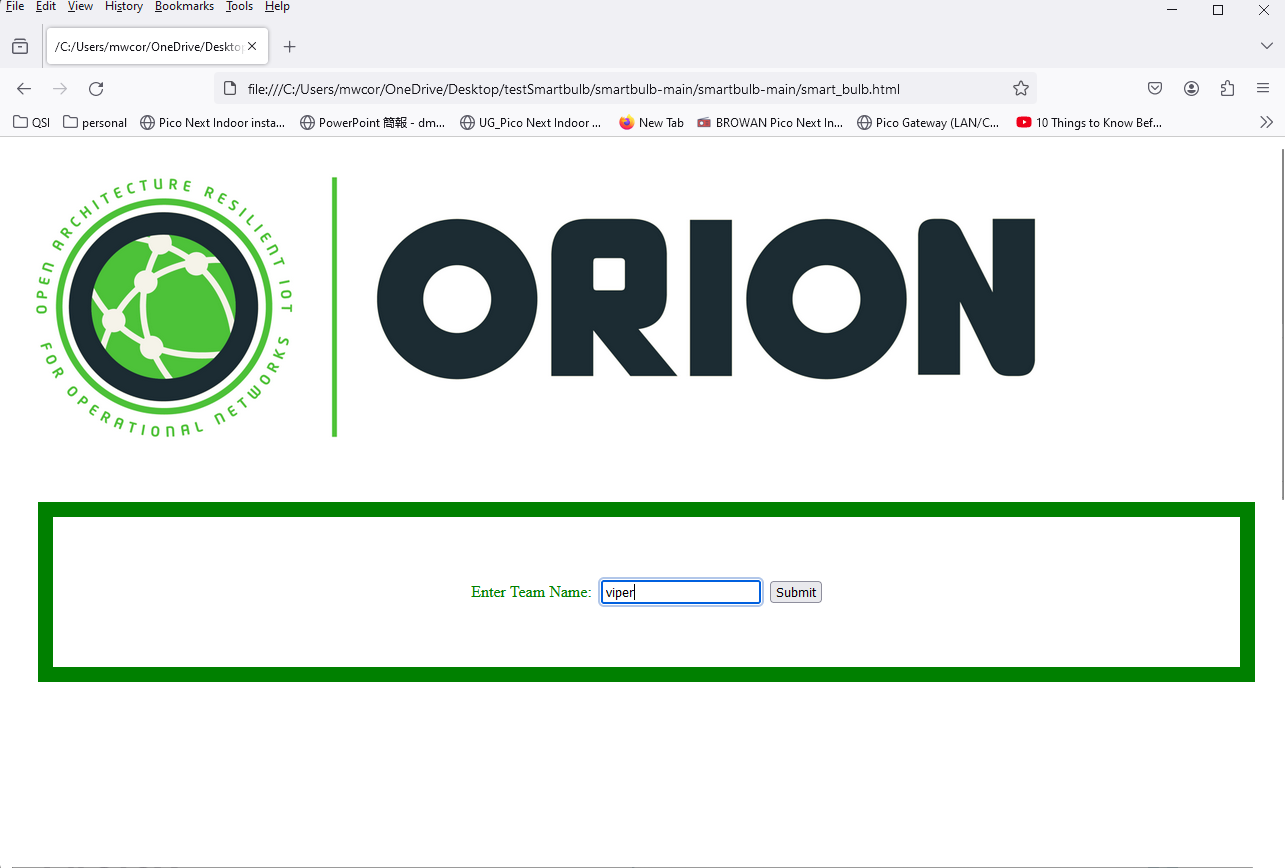 File Edit View History Bookmarks Tools Help
/C:/Users/mwcor/OneDrive/Deskto
file:///C:/Users/mwcor/OneDrive/Desktop/testSmartbulb/smartbulb-main/smartbulb-main/smart_bulb.html
QSI personal Pico Next Indoor insta... PowerPoint 簡報 - dm... UG_Pico Next Indoor ... New Tab BROWAN Pico Next In... Pico Gateway (LAN/C... 10 Things to Know Bef...
OPEN ARCHITECTURE RESILIENT IOT
FOR OPERATIONAL NETWORKS
ORION
Enter Team Name: viper Submit